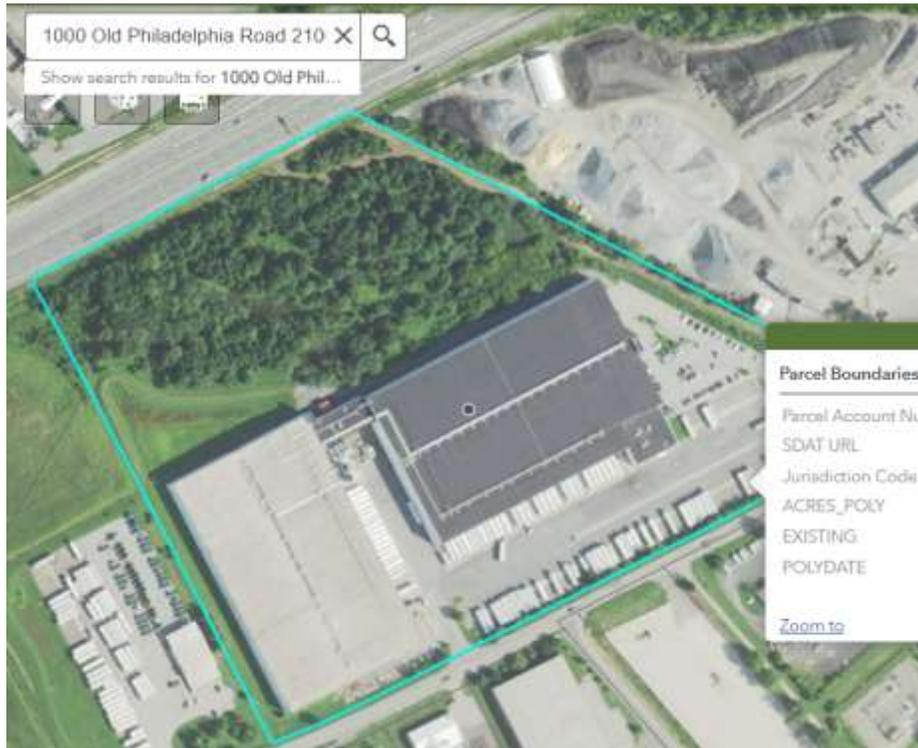 1000 Old Philadelphia Road 210
Show search results for 1000 Old Phil...
Parcel Boundaries
Parcel Account Nu
SDAT URL
Jurisdiction Code
ACRES_POLY
EXISTING
POLYDATE
Zoom to